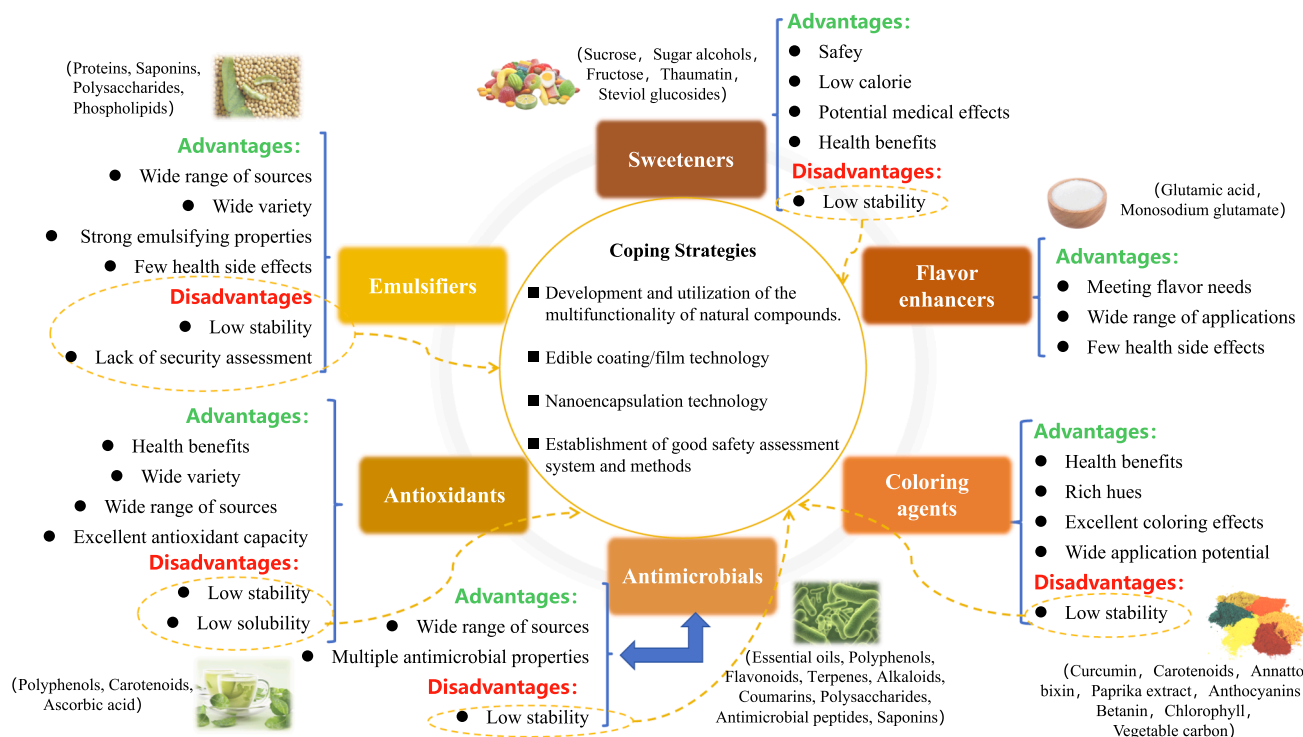 (Proteins, Saponins,
Polysaccharides,
Phospholipids)
Advantages:
● Wide range of sources
● Wide variety
● Strong emulsifying properties
● Few health side effects
Disadvantages
● Low stability
● Lack of security assessment
Emulsifiers
(Sucrose, Sugar alcohols,
Fructose, Thaumatin,
Steviol glucosides)
Sweeteners
Advantages:
● Safey
● Low calorie
● Potential medical effects
● Health benefits
Disadvantages:
● Low stability
(Glutamic acid,
Monosodium glutamate)
Flavor
enhancers
Advantages:
● Meeting flavor needs
● Wide range of applications
● Few health side effects
Coping Strategies
■ Development and utilization of the
multifunctionality of natural compounds.
■ Edible coating/film technology
■ Nanoencapsulation technology
■ Establishment of good safety assessment
system and methods
Advantages:
● Health benefits
● Wide variety
● Wide range of sources
● Excellent antioxidant capacity
Disadvantages:
● Low stability
● Low solubility
(Polyphenols, Carotenoids,
Ascorbic acid)
Antioxidants
Antimicrobials
Advantages:
● Wide range of sources
● Multiple antimicrobial properties
Disadvantages:
● Low stability
(Essential oils, Polyphenols,
Flavonoids, Terpenes, Alkaloids,
Coumarins, Polysaccharides,
Antimicrobial peptides, Saponins)
Coloring
agents
Advantages:
● Health benefits
● Rich hues
● Excellent coloring effects
● Wide application potential
Disadvantages:
● Low stability
(Curcumin, Carotenoids, Annatto
bixin, Paprika extract, Anthocyanins
Betanin, Chlorophyll,
Vegetable carbon)